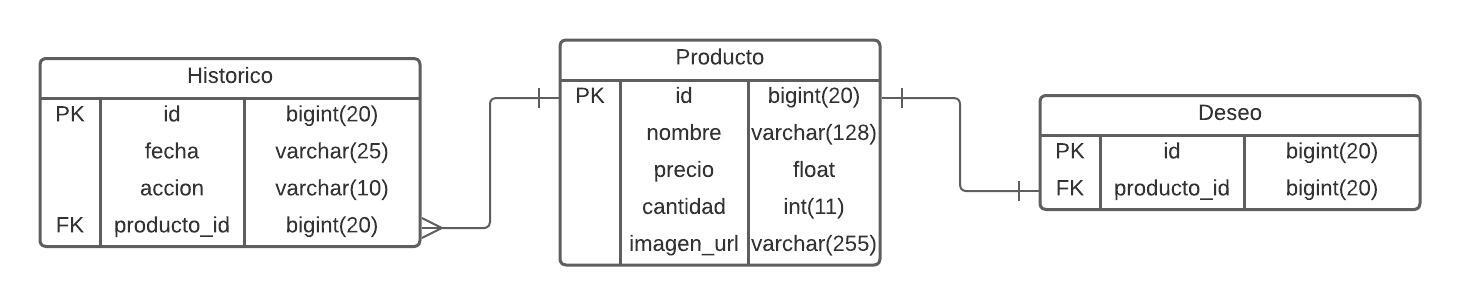 Historico
PK id bigint(20)
fecha varchar(25)
accion varchar(10)
FK producto_id bigint(20)
Producto
PK id bigint(20)
nombre varchar(128)
precio float
cantidad int(11)
imagen_url varchar(255)
Deseo
PK id bigint(20)
FK producto_id bigint(20)